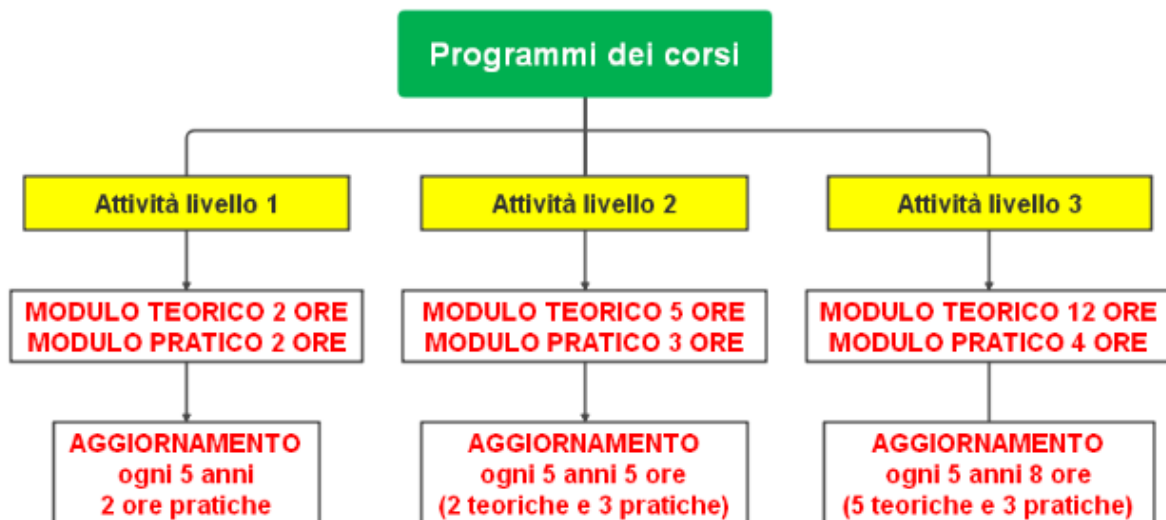 Programmi dei corsi
Attività livello 1
Attività livello 2
Attività livello 3
MODULO TEORICO 2 ORE
MODULO PRATICO 2 ORE
MODULO TEORICO 5 ORE
MODULO PRATICO 3 ORE
MODULO TEORICO 12 ORE
MODULO PRATICO 4 ORE
AGGIORNAMENTO
ogni 5 anni
2 ore pratiche
AGGIORNAMENTO
ogni 5 anni 5 ore
(2 teoriche e 3 pratiche)
AGGIORNAMENTO
ogni 5 anni 8 ore
(5 teoriche e 3 pratiche)